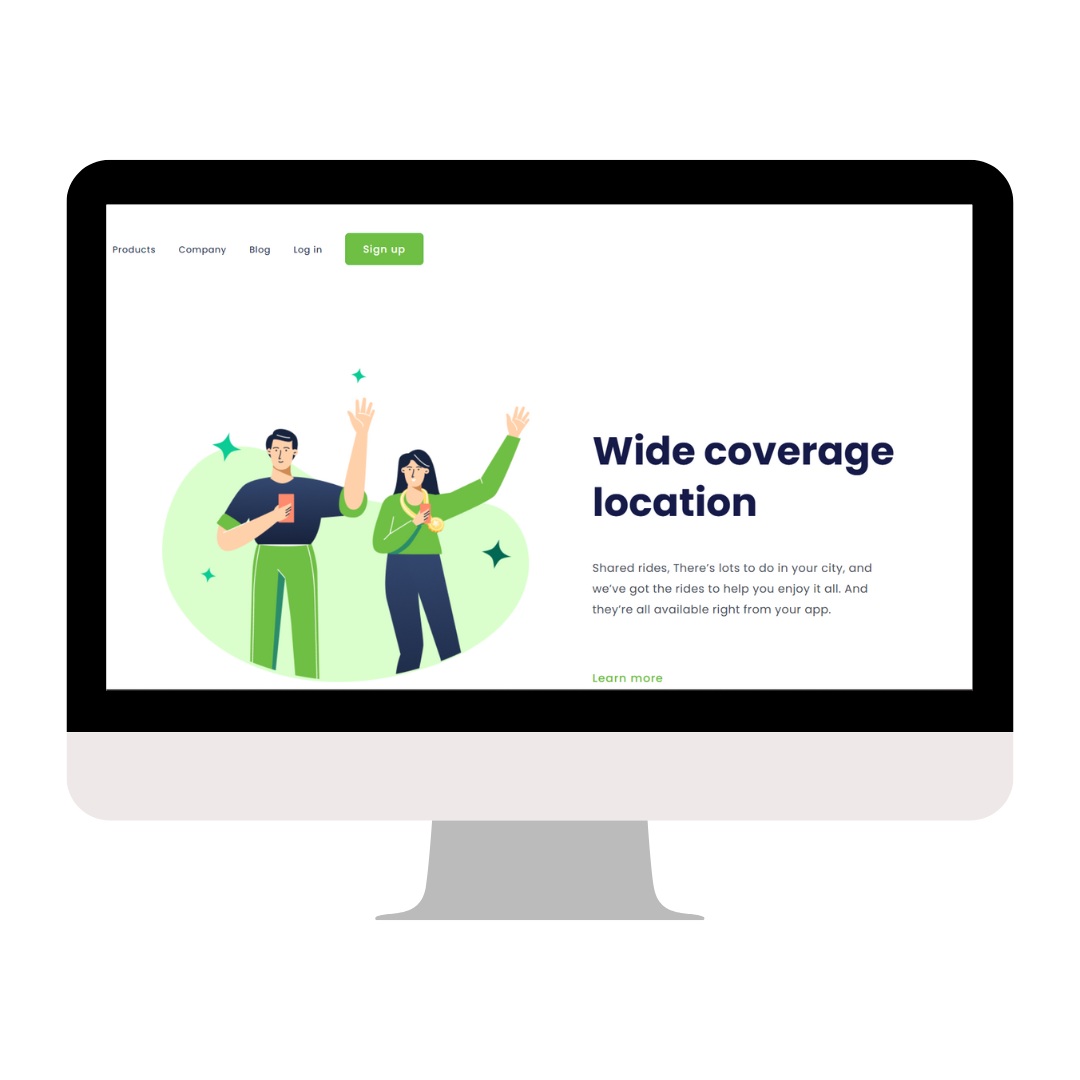 Products Company Blog Log in Sign up
Wide coverage
location
Shared rides, There's lots to do in your city, and
we've got the rides to help you enjoy it all. And
they're all available right from your app.
Learn more